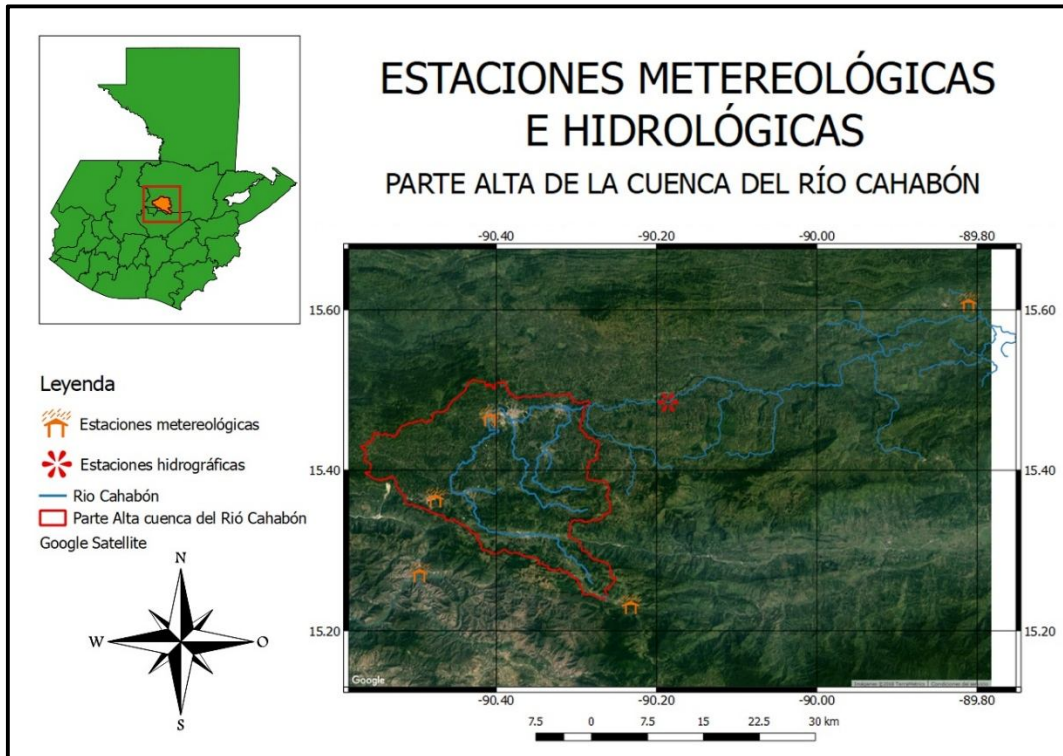 ESTACIONES METEREOLÓGICAS
E HIDROLÓGICAS
PARTE ALTA DE LA CUENCA DEL RÍO CAHABÓN
-90.40 -90.20 -90.00 -89.80
15.60 15.60
15.40 15.40
15.20 15.20
-90.40 -90.20 -90.00 -89.80
Google
7.5 0 7.5 15 22.5 30 km
Leyenda
Estaciones metereológicas
Estaciones hidrográficas
Rio Cahabón
Parte Alta cuenca del Rió Cahabón
Google Satellite
N
W O
S